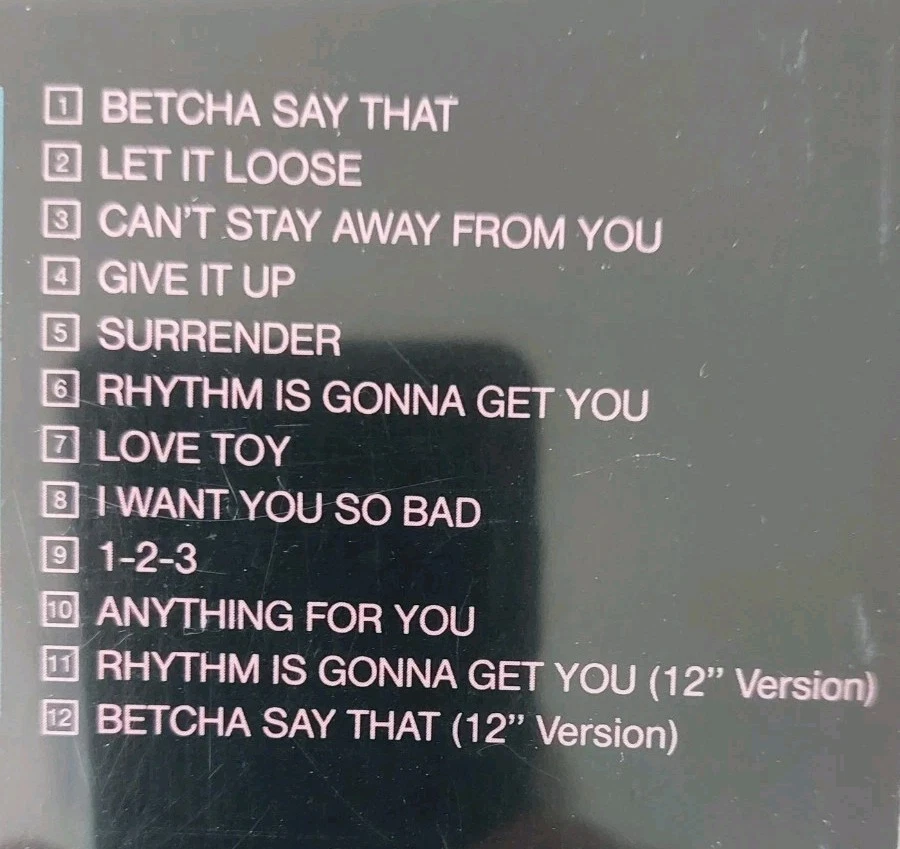 1 BETCHA SAY THAT
2 LET IT LOOSE
3 CAN'T STAY AWAY FROM YOU
4 GIVE IT UP
5 SURRENDER
6 RHYTHM IS GONNA GET YOU
7 LOVE TOY
8 I WANT YOU SO BAD
9 1-2-3
10 ANYTHING FOR YOU
11 RHYTHM IS GONNA GET YOU (12” Version)
12 BETCHA SAY THAT (12” Version)